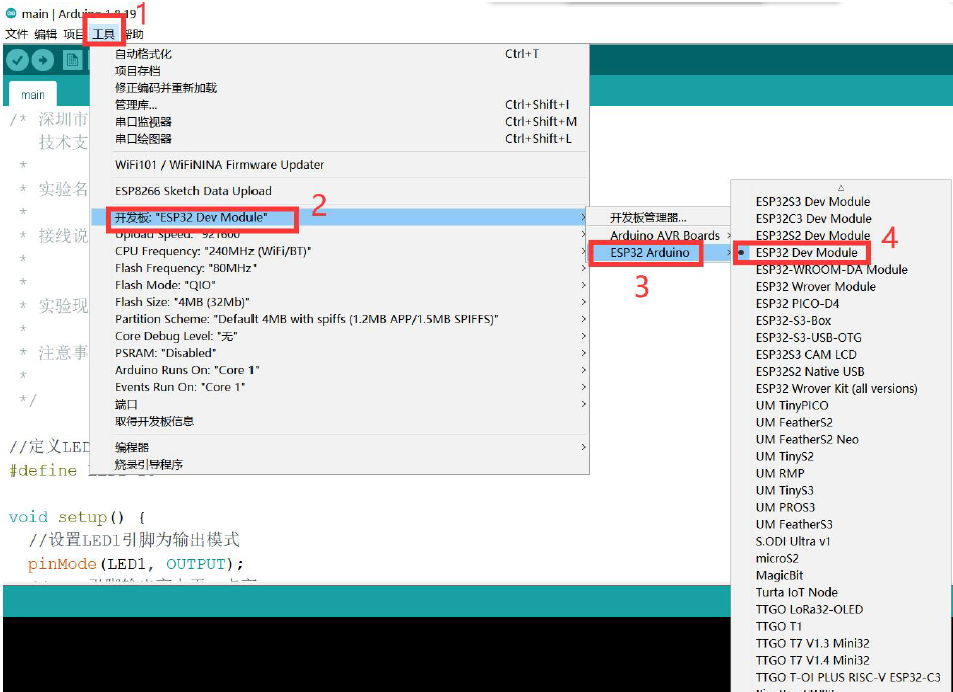 main | Arduino 1.8.19
1
文件 编辑 项目 工具 帮助
main
/* 深圳市
技术支
*
* 实验名
*
* 接线说
*
*
* 实验现
*
* 注意事
*
*/
//定义LED
#define
void setup() {
//设置LED1引脚为输出模式
pinMode(LED1, OUTPUT);
自动格式化 Ctrl+T
项目存档
修正编码并重新加载
管理库... Ctrl+Shift+I
串口监视器 Ctrl+Shift+M
串口绘图器 Ctrl+Shift+L
WiFi101 / WiFiNINA Firmware Updater
ESP8266 Sketch Data Upload
开发板: "ESP32 Dev Module"
2
Upload Speed: "921600"
CPU Frequency: "240MHz (WiFi/BT)"
Flash Frequency: "80MHz"
Flash Mode: "QIO"
Flash Size: "4MB (32Mb)"
Partition Scheme: "Default 4MB with spiffs (1.2MB APP/1.5MB SPIFFS)"
Core Debug Level: "无"
PSRAM: "Disabled"
Arduino Runs On: "Core 1"
Events Run On: "Core 1"
端口
取得开发板信息
编程器
烧录引导程序
开发板管理器...
Arduino AVR Boards
ESP32 Arduino
3
ESP32S3 Dev Module
ESP32C3 Dev Module
ESP32S2 Dev Module
4
ESP32 Dev Module
ESP32-WROOM-DA Module
ESP32 Wrover Module
ESP32 PICO-D4
ESP32-S3-Box
ESP32-S3-USB-OTG
ESP32S3 CAM LCD
ESP32S2 Native USB
ESP32 Wrover Kit (all versions)
UM TinyPICO
UM FeatherS2
UM FeatherS2 Neo
UM TinyS2
UM RMP
UM TinyS3
UM PROS3
UM FeatherS3
S.ODI Ultra v1
microS2
MagicBit
Turta IoT Node
TTGO LoRa32-OLED
TTGO T1
TTGO T7 V1.3 Mini32
TTGO T7 V1.4 Mini32
TTGO T-OI PLUS RISC-V ESP32-C3